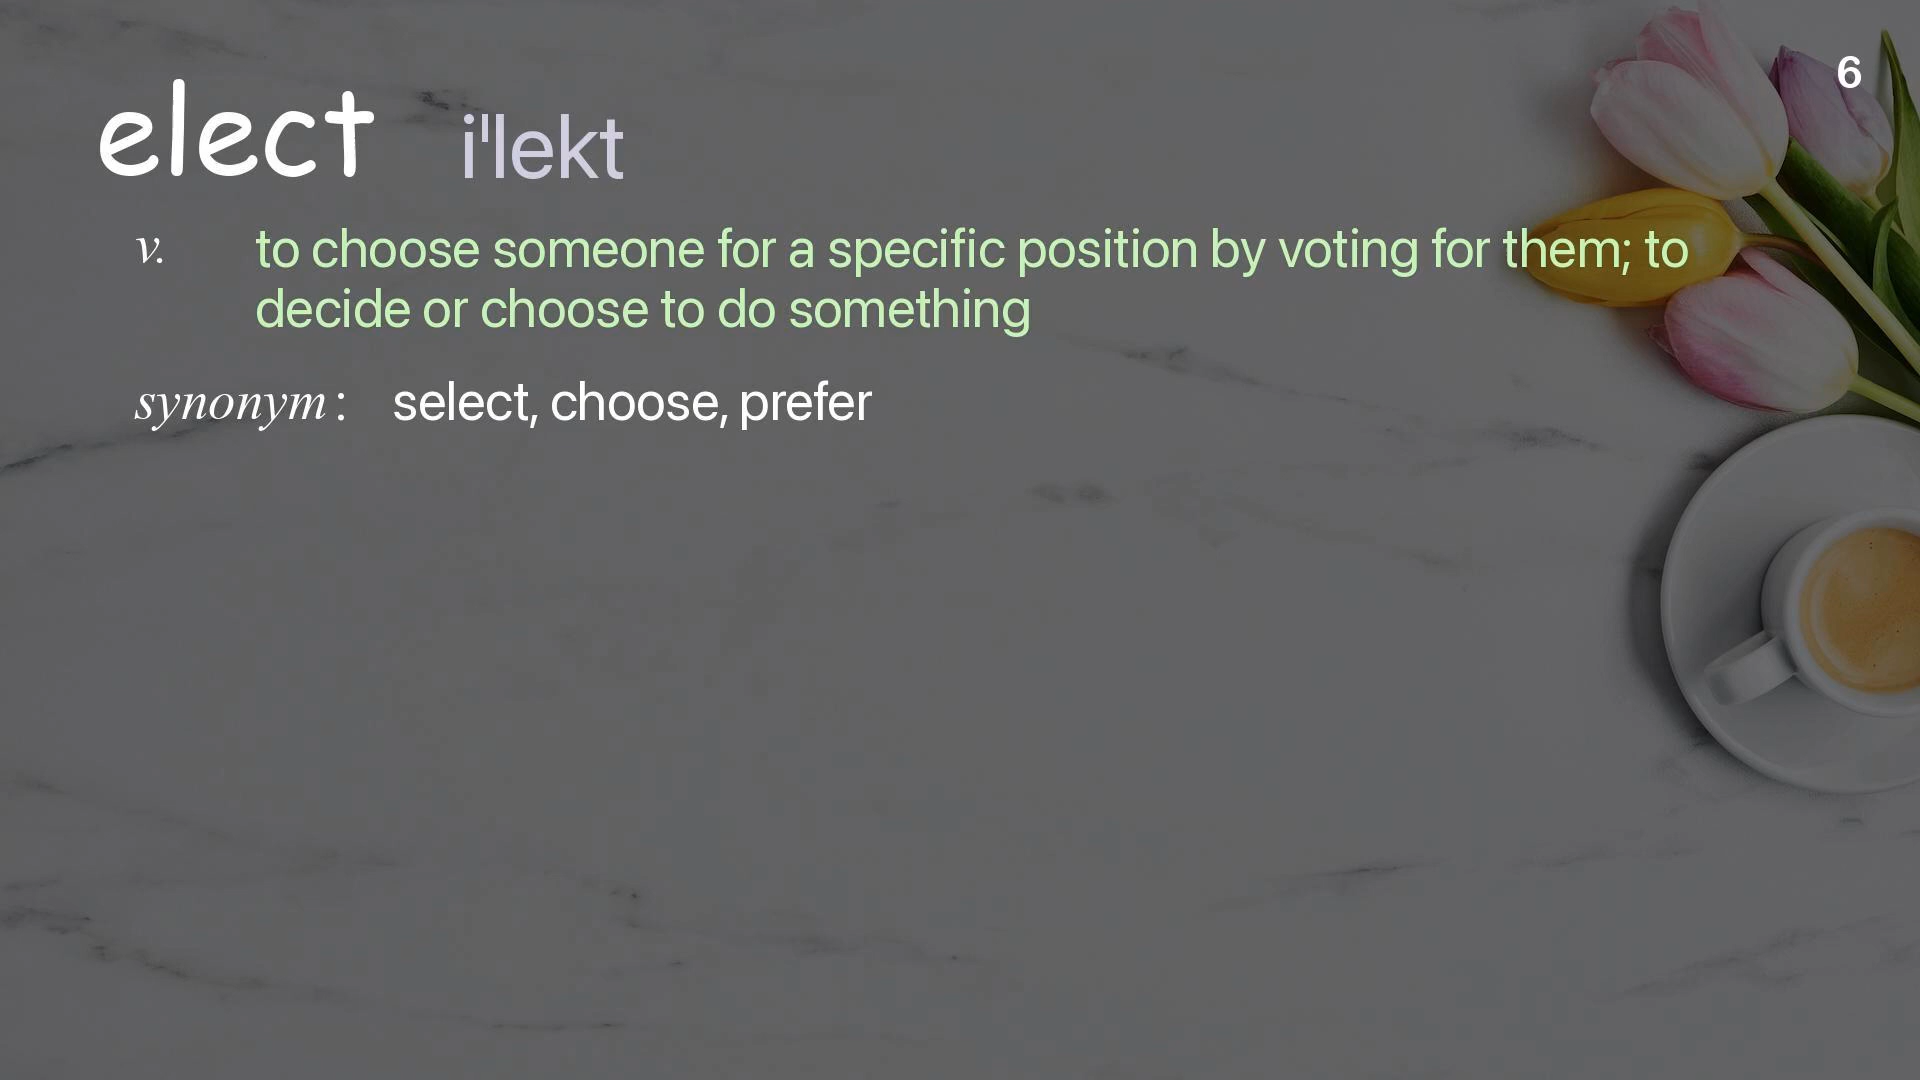 6
elect i'lekt
v. to choose someone for a specific position by voting for them; to
decide or choose to do something
synonym : select, choose, prefer